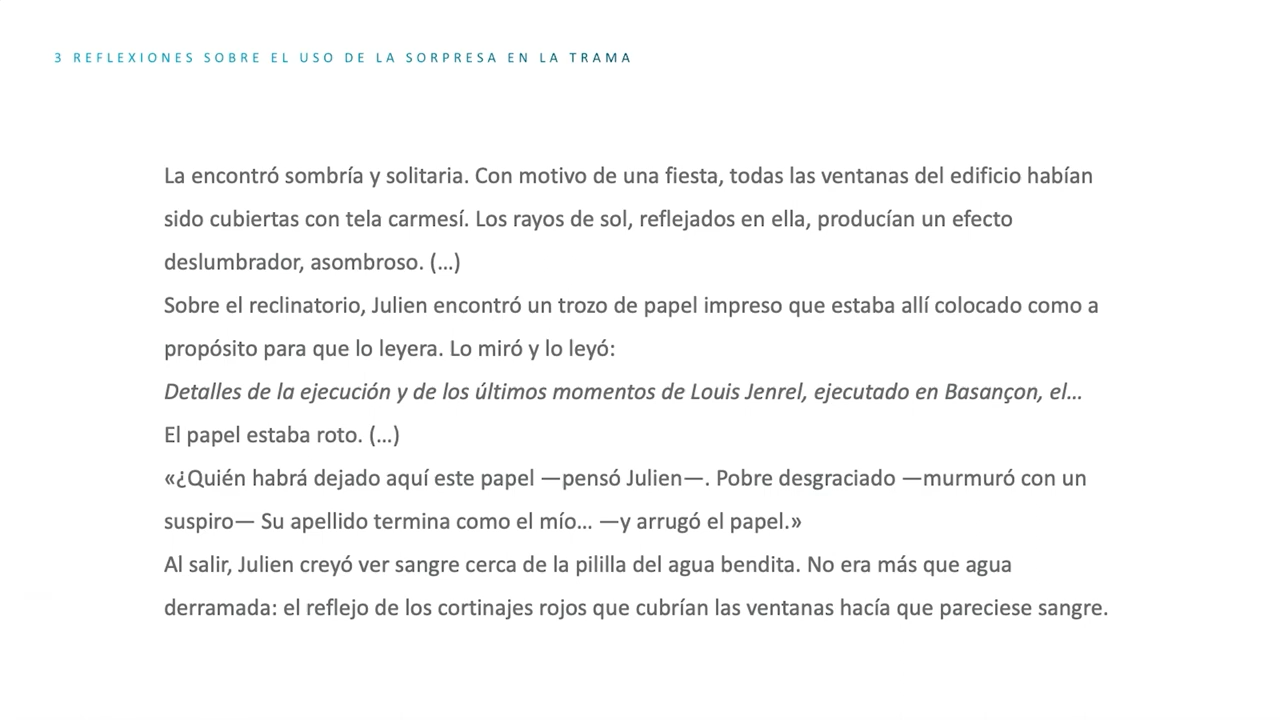 3 REFLEXIONES SOBRE EL USO DE LA SORPRESA EN LA TRAMA
La encontró sombría y solitaria. Con motivo de una fiesta, todas las ventanas del edificio habían
sido cubiertas con tela carmesí. Los rayos de sol, reflejados en ella, producían un efecto
deslumbrador, asombroso. (…)
Sobre el reclinatorio, Julien encontró un trozo de papel impreso que estaba allí colocado como a
propósito para que lo leyera. Lo miró y lo leyó:
Detalles de la ejecución y de los últimos momentos de Louis Jenrel, ejecutado en Basançon, el…
El papel estaba roto. (…)
«¿Quién habrá dejado aquí este papel —pensó Julien—. Pobre desgraciado —murmuró con un
suspiro— Su apellido termina como el mío… —y arrugó el papel.»
Al salir, Julien creyó ver sangre cerca de la pililla del agua bendita. No era más que agua
derramada: el reflejo de los cortinajes rojos que cubrían las ventanas hacía que pareciese sangre.